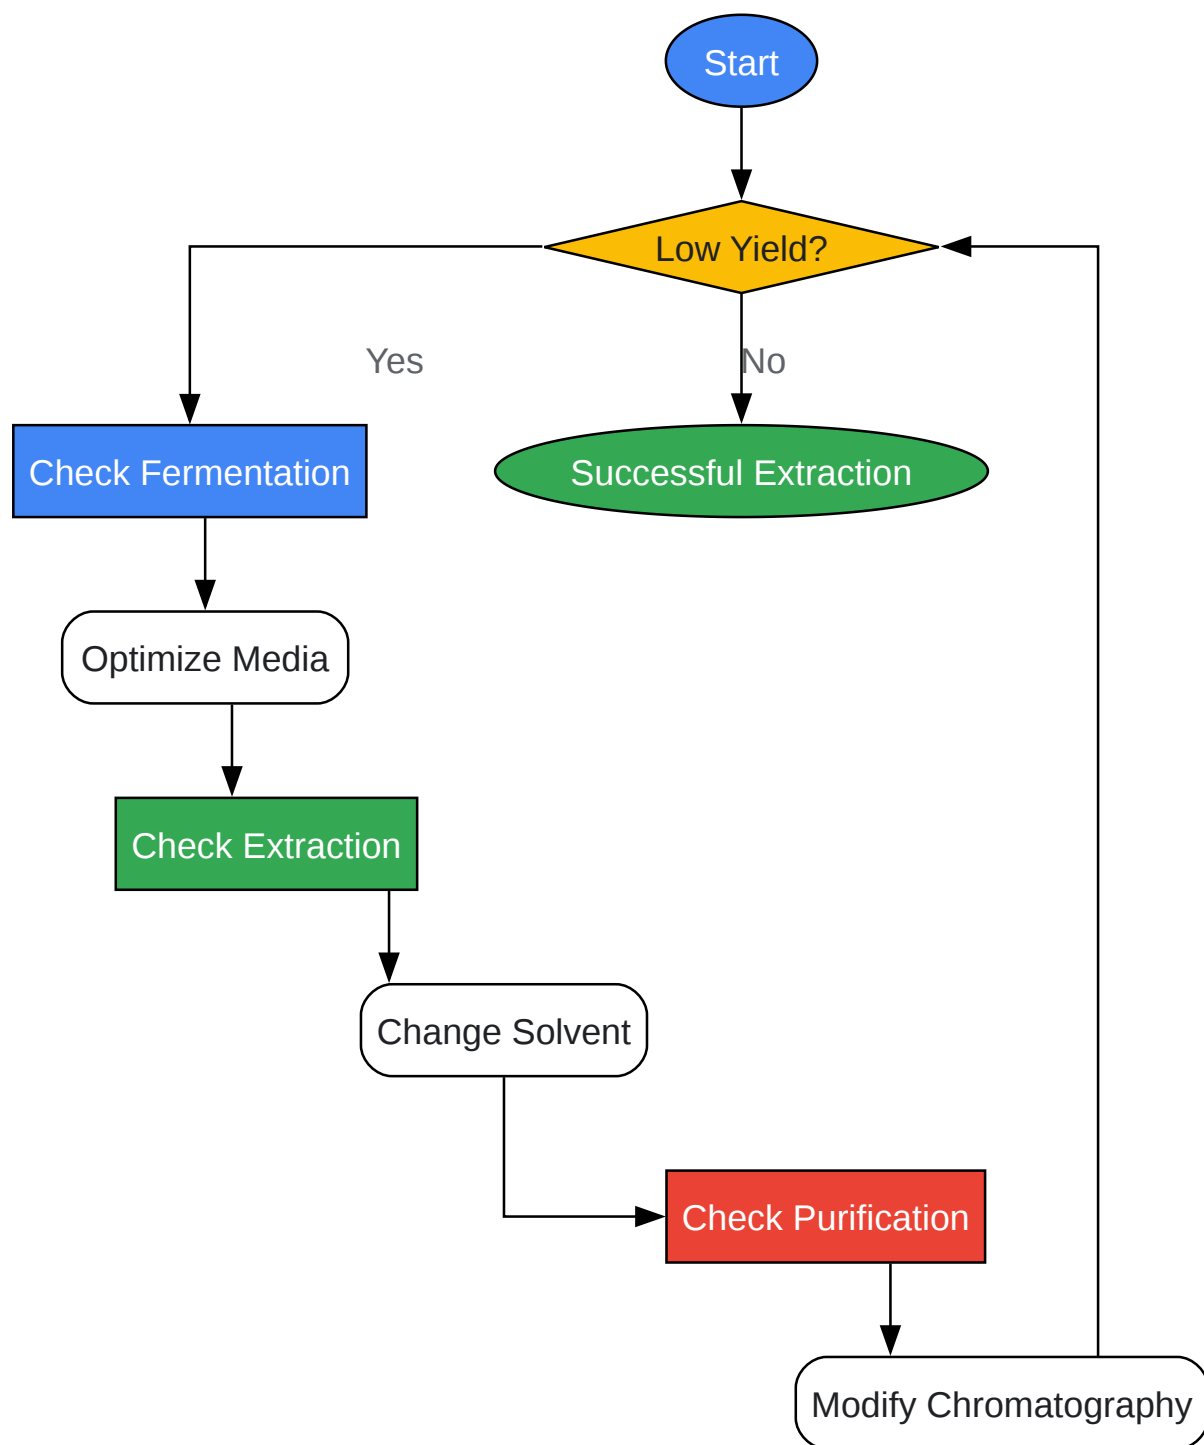 Start
Low Yield?
Yes
No
Check Fermentation
Successful Extraction
Optimize Media
Check Extraction
Change Solvent
Check Purification
Modify Chromatography